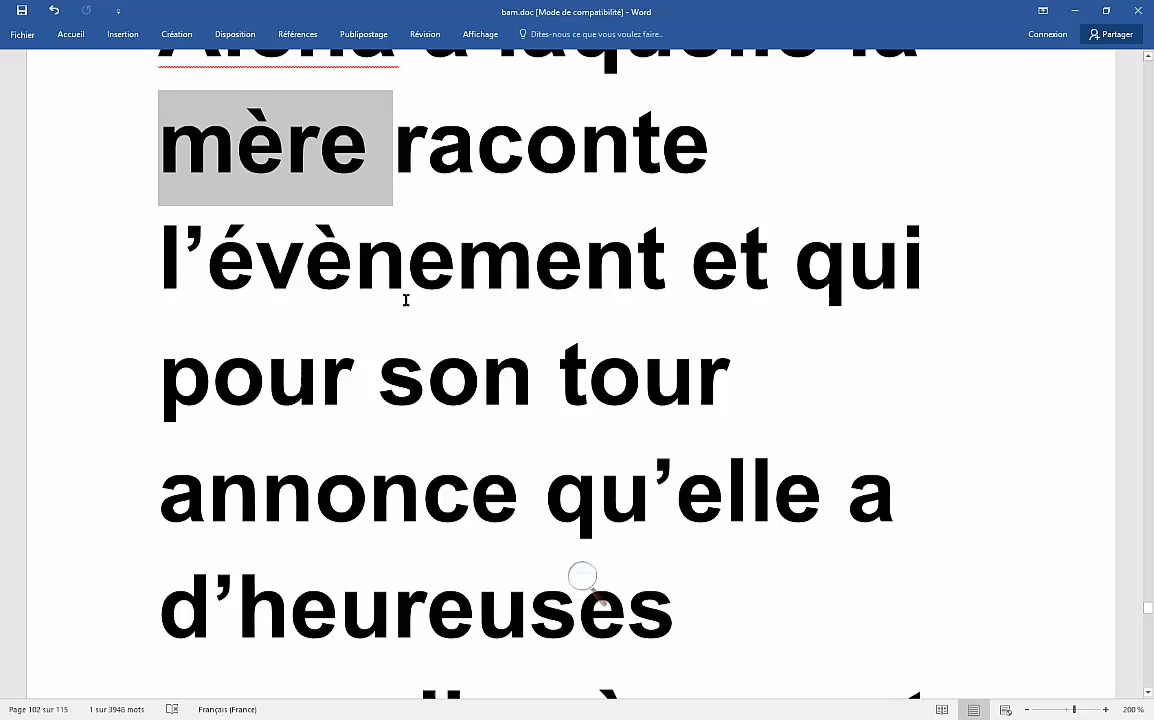 bam.doc [Mode de compatibilité] - Word
Fichier Accueil Insertion Création Disposition Références Publipostage Révision Affichage Dites-nous ce que vous voulez faire.. Connexion Partager
à laquelle la
mère raconte
l’évènement et qui
pour son tour
annonce qu’elle a
d’heureuses
Page 102 sur 115 1 sur 3948 mots Français (France) 200 %